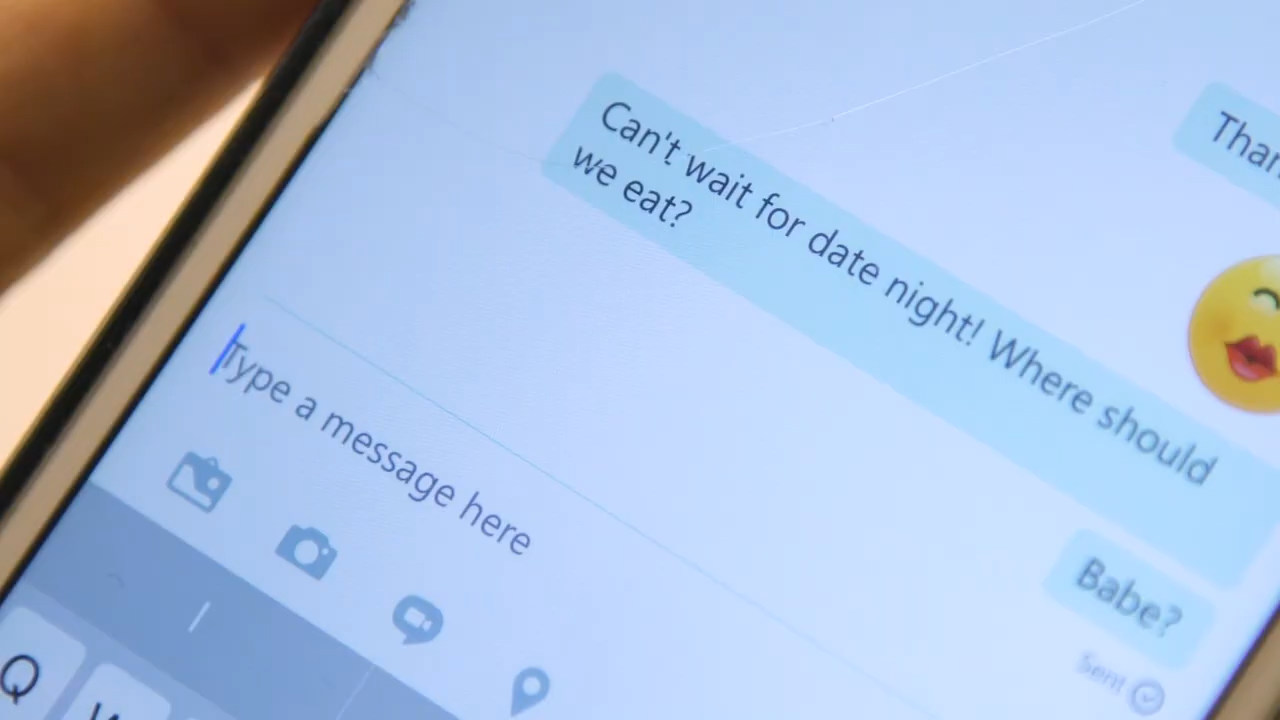 Can't wait for date night! Where should
we eat?
Babe?
Sent
Type a message here
Q